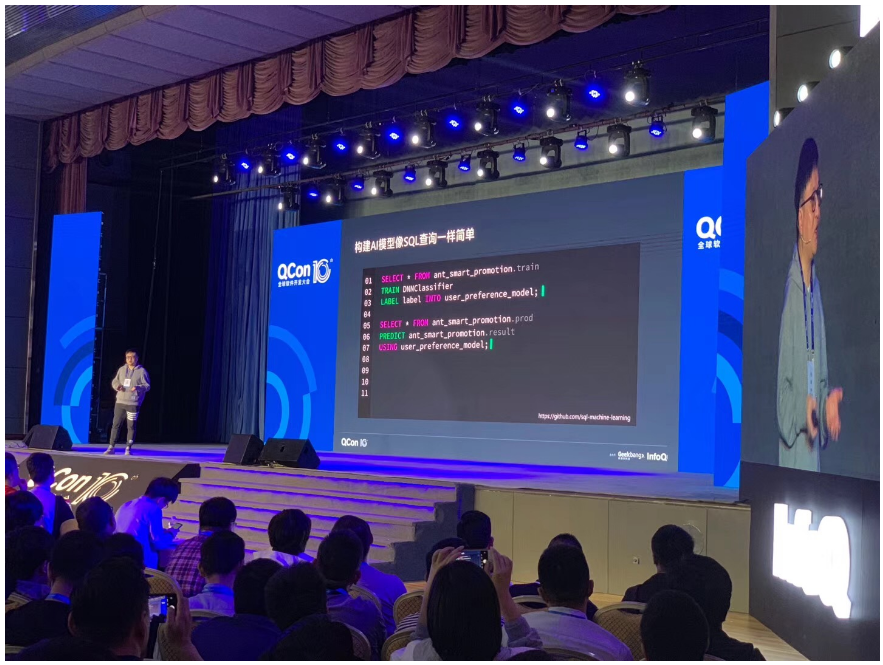 构建AI模型像SQL查询一样简单
QCon 10
全球软件开发大会
01 SELECT * FROM ant_smart_promotion.train
02 TRAIN DNNClassifier
03 LABEL label INTO user_preference_model;
04
05 SELECT * FROM ant_smart_promotion.prod
06 PREDICT ant_smart_promotion.result
07 USING user_preference_model;
08
09
10
11
https://github.com/sql-machine-learning
QCon 10
Geekbang> InfoQ
全球软
Con 10